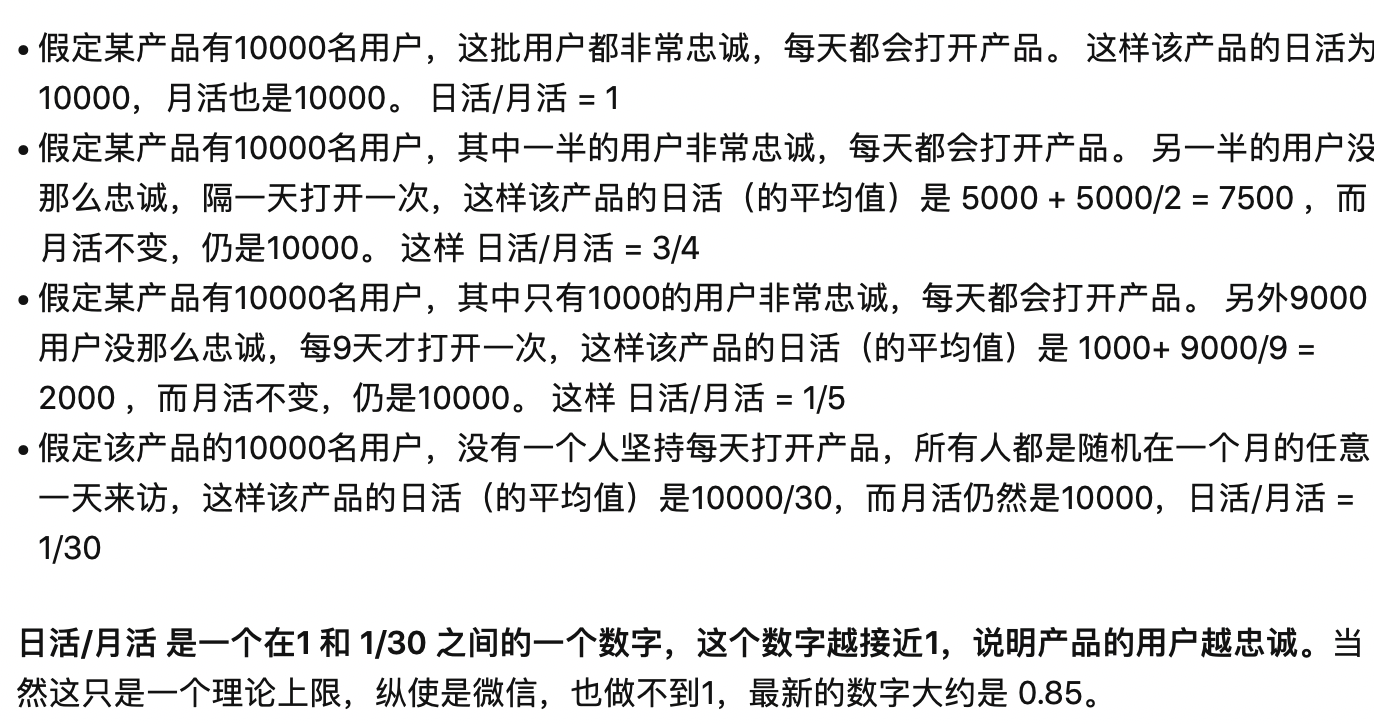 • 假定某产品有10000名用户，这批用户都非常忠诚，每天都会打开产品。 这样该产品的日活为
10000，月活也是10000。 日活/月活 = 1
• 假定某产品有10000名用户，其中一半的用户非常忠诚，每天都会打开产品。 另一半的用户没
那么忠诚，隔一天打开一次，这样该产品的日活（的平均值）是 5000 + 5000/2 = 7500 ，而
月活不变，仍是10000。 这样 日活/月活 = 3/4
• 假定某产品有10000名用户，其中只有1000的用户非常忠诚，每天都会打开产品。 另外9000
用户没那么忠诚，每9天才打开一次，这样该产品的日活（的平均值）是 1000+ 9000/9 =
2000 ，而月活不变，仍是10000。 这样 日活/月活 = 1/5
• 假定该产品的10000名用户，没有一个人坚持每天打开产品，所有人都是随机在一个月的任意
一天来访，这样该产品的日活（的平均值）是10000/30，而月活仍然是10000，日活/月活 =
1/30
日活/月活 是一个在1 和 1/30 之间的一个数字，这个数字越接近1，说明产品的用户越忠诚。当
然这只是一个理论上限，纵使是微信，也做不到1，最新的数字大约是 0.85。